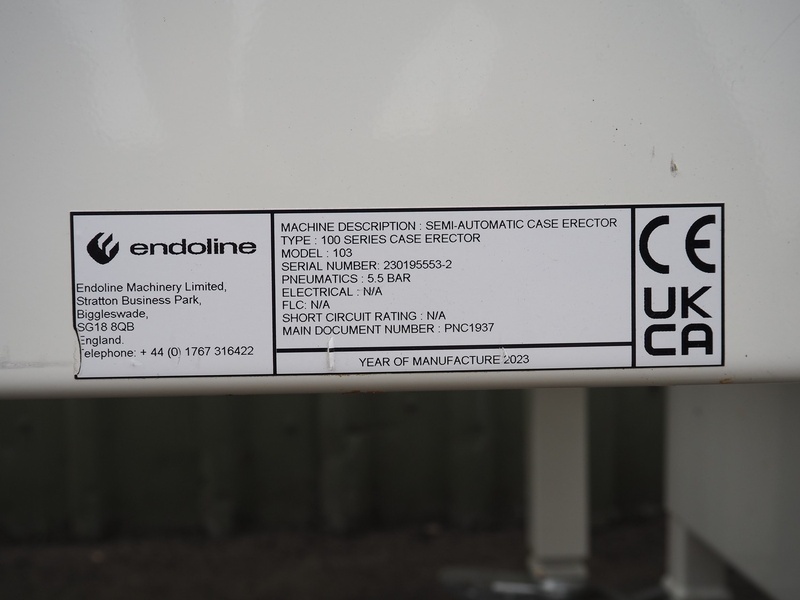 endoline
Endoline Machinery Limited,
Stratton Business Park,
Biggleswade,
SG18 8QB
England.
Telephone: + 44 (0) 1767 316422
MACHINE DESCRIPTION : SEMI-AUTOMATIC CASE ERECTOR
TYPE : 100 SERIES CASE ERECTOR
MODEL : 103
SERIAL NUMBER: 230195553-2
PNEUMATICS : 5.5 BAR
ELECTRICAL : N/A
FLC: N/A
SHORT CIRCUIT RATING : N/A
MAIN DOCUMENT NUMBER : PNC1937
YEAR OF MANUFACTURE 2023
CE
UK
CA